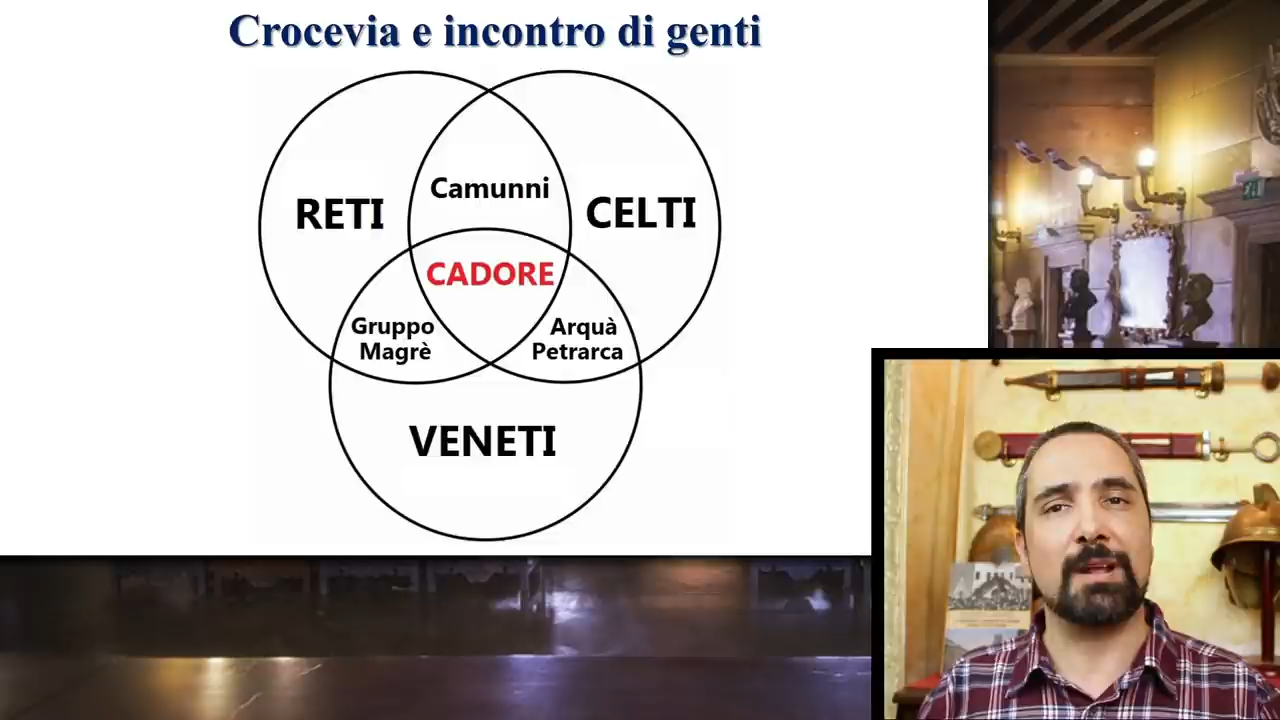 Crocevia e incontro di genti
RETI
Camunni
CELTI
CADORE
Gruppo
Magrè
Arquà
Petrarca
VENETI